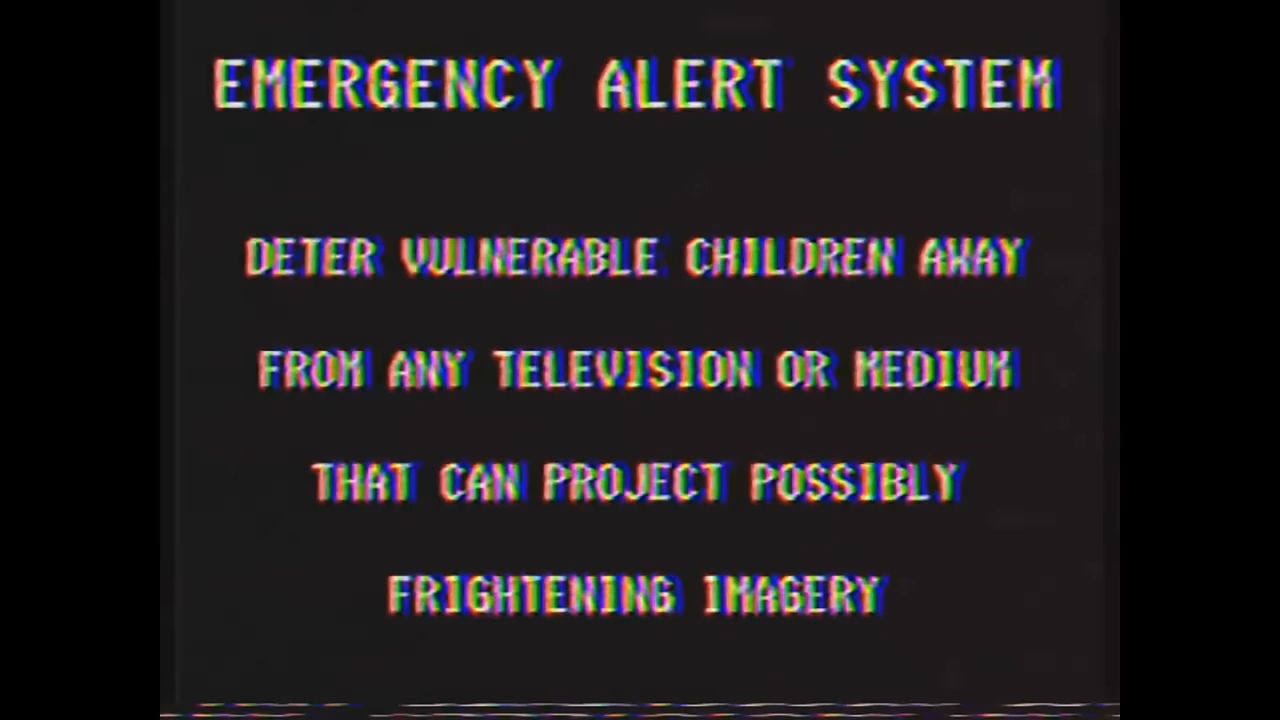 EMERGENCY ALERT SYSTEM
DETER VULNERABLE CHILDREN AWAY
FROM ANY TELEVISION OR MEDIUM
THAT CAN PROJECT POSSIBLY
FRIGHTENING IMAGERY